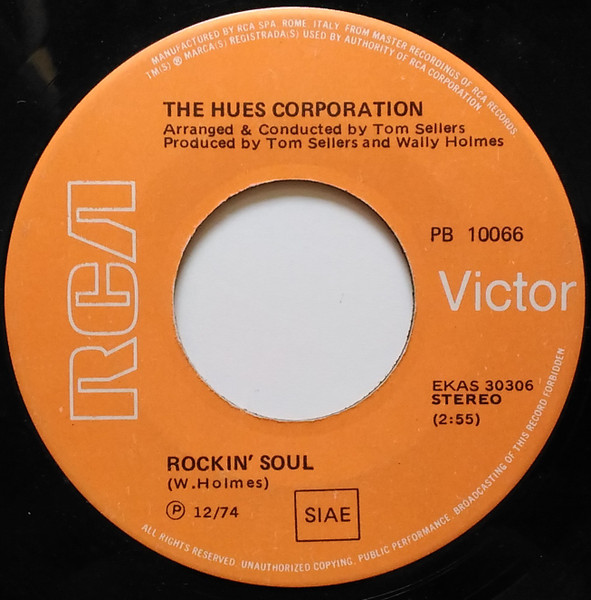 MANUFACTURED BY RCA SPA, ROME, ITALY, FROM MASTER RECORDINGS OF RCA RECORDS.
TM(S) ® MARCA(S) REGISTRADA(S) USED BY AUTHORITY OF RCA CORPORATION
THE HUES CORPORATION
Arranged & Conducted by Tom Sellers
Produced by Tom Sellers and Wally Holmes
RCA
PB 10066
Victor
EKAS 30306
STEREO
(2:55)
ROCKIN' SOUL
(W.Holmes)
℗ 12/74
SIAE
ALL RIGHTS RESERVED. UNAUTHORIZED COPYING, PUBLIC PERFORMANCE, BROADCASTING OF THIS RECORD FORBIDDEN